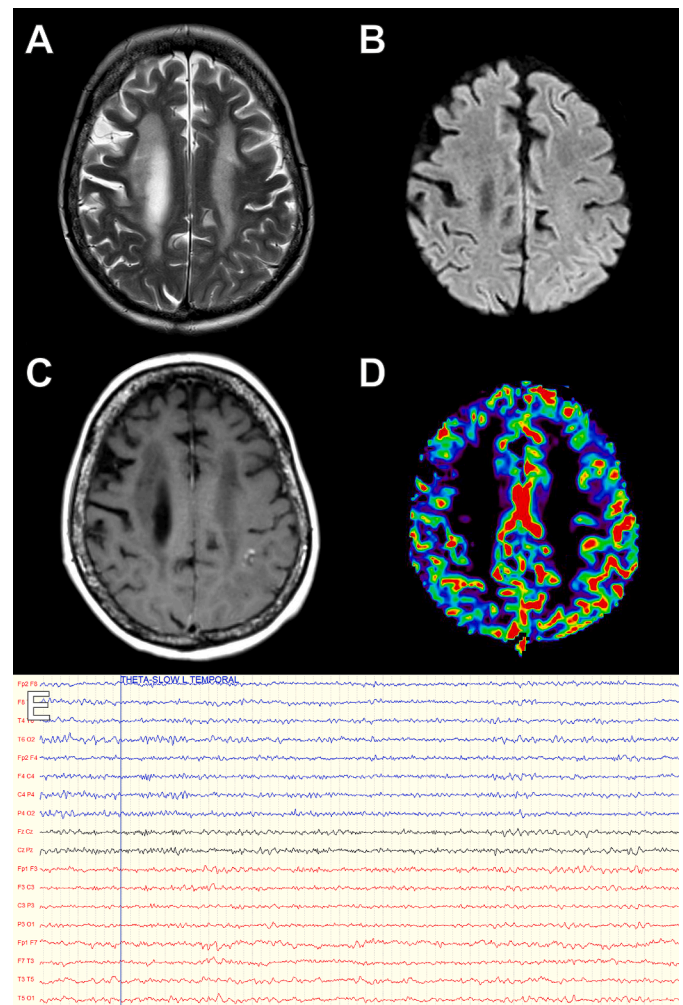 A
B
C
D
THETA-SLOW L TEMPORAL
Fp2 F8
E
F8
T4
T6 O2
Fp2 F4
F4 C4
C4 P4
P4 O2
Fz Cz
Cz Pz
Fp1 F3
F3 C3
C3 P3
P3 O1
Fp1 F7
F7 T3
T3 T5
T5 O1